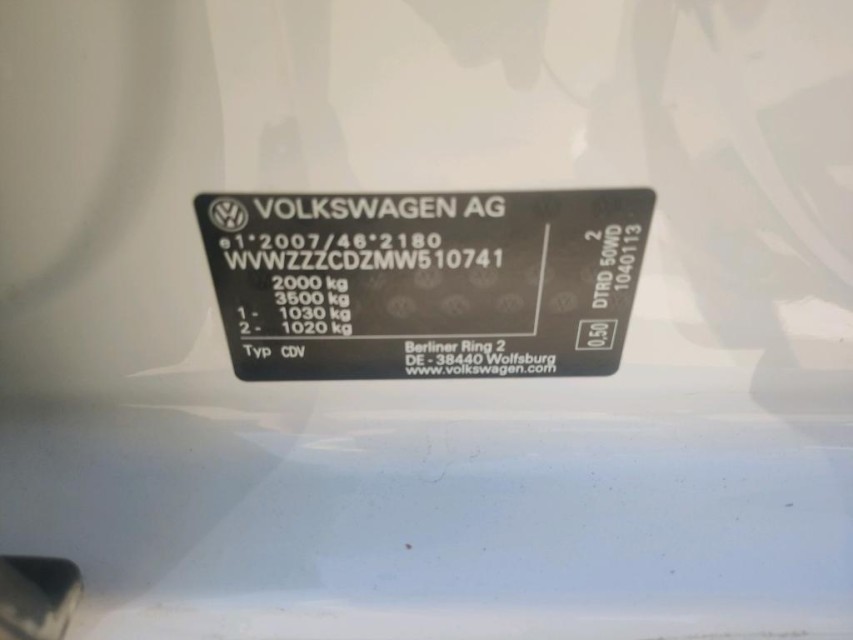 VOLKSWAGEN AG
e1*2007/46*2180
WVWZZZCDZMW510741
2000 kg
3500 kg
1- 1030 kg
2- 1020 kg
Typ CDV
Berliner Ring 2
DE-38440 Wolfsburg
www.volkswagen.com
2
DTRD 50WD
1040113
0,50